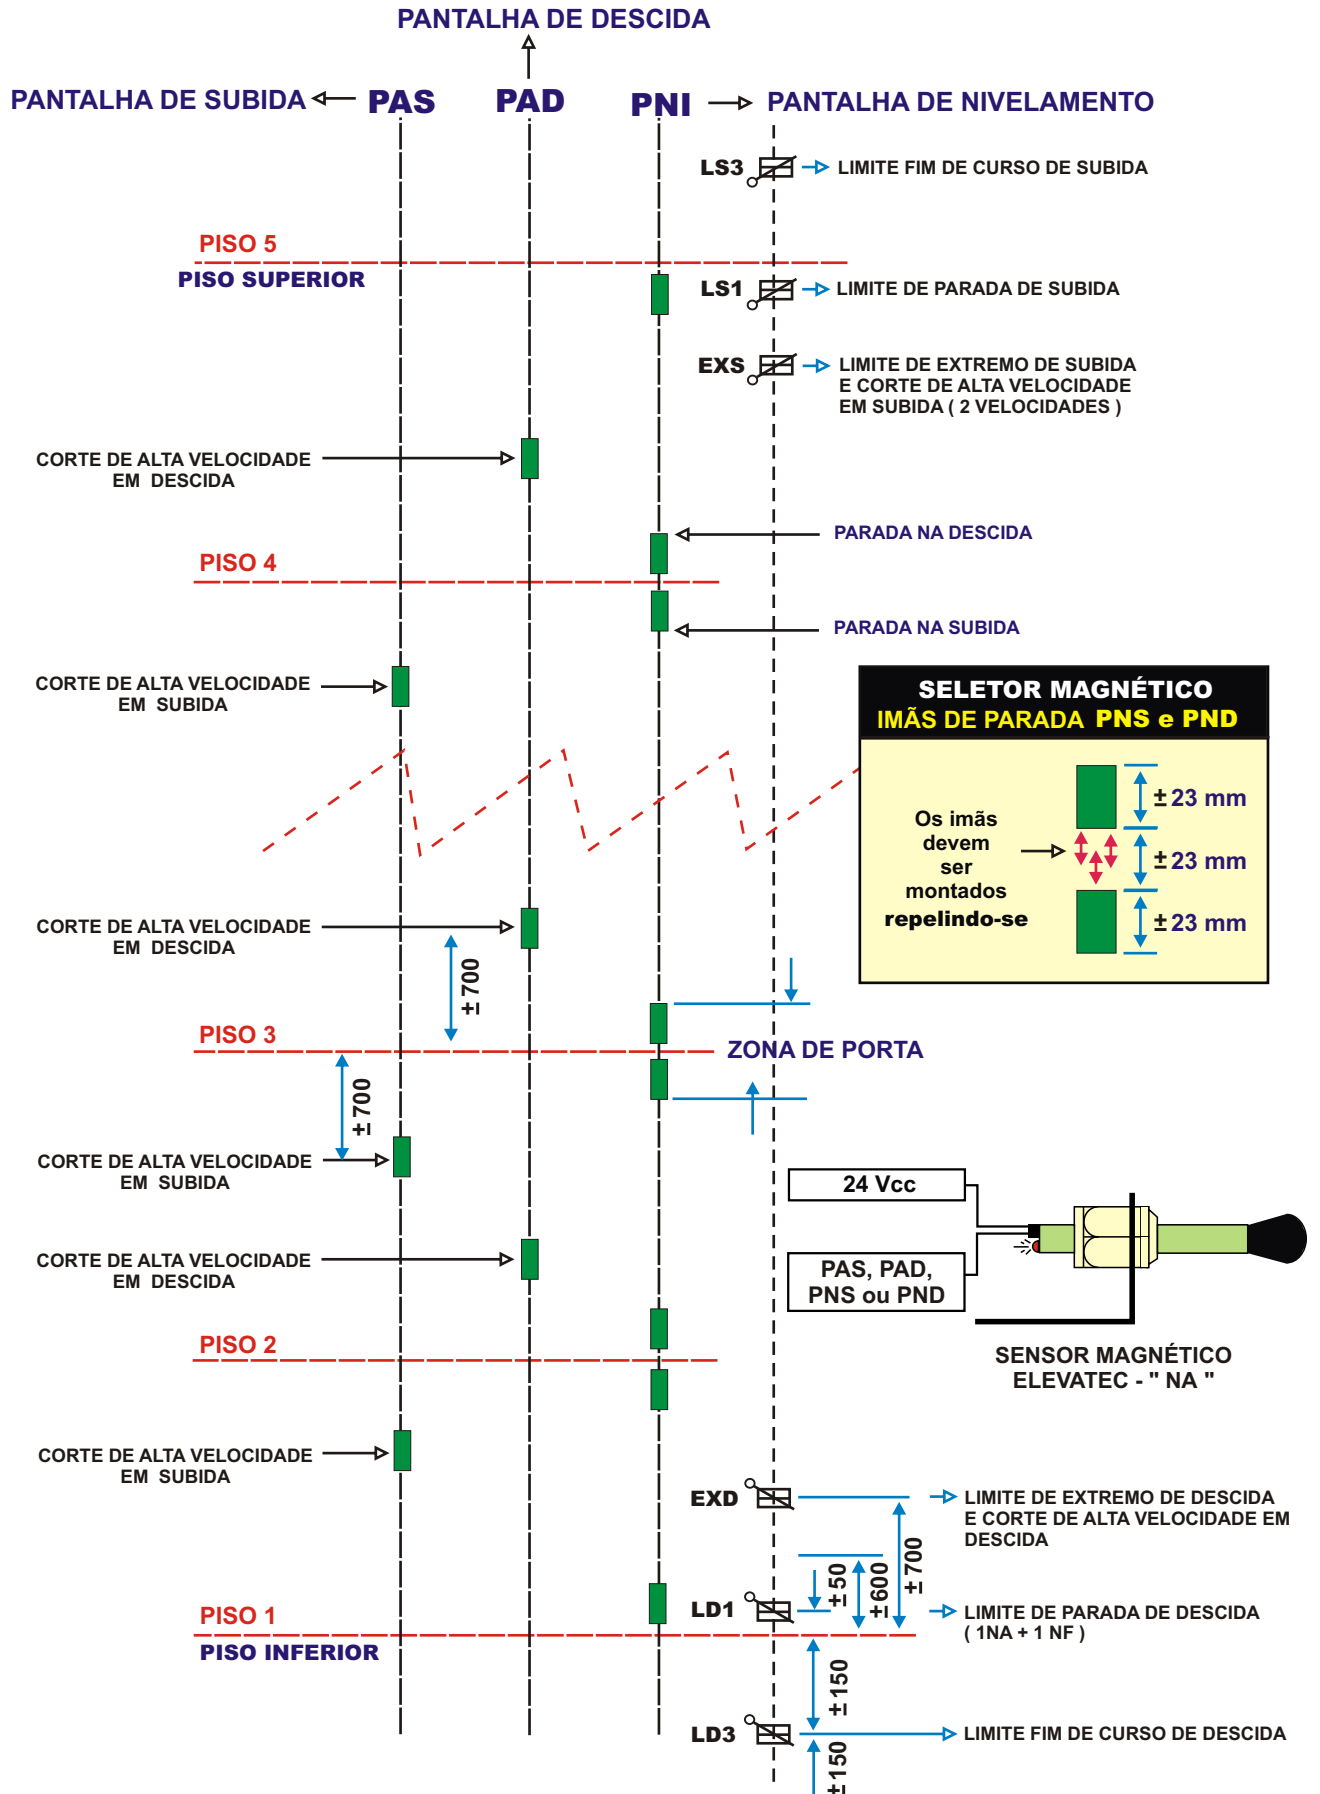 PANTALHA DE DESCIDA
PANTALHA DE SUBIDA
PAS
PAD
PNI
PANTALHA DE NIVELAMENTO
LS3
LIMITE FIM DE CURSO DE SUBIDA
PISO 5
PISO SUPERIOR
LS1
LIMITE DE PARADA DE SUBIDA
EXS
LIMITE DE EXTREMO DE SUBIDA
E CORTE DE ALTA VELOCIDADE
EM SUBIDA ( 2 VELOCIDADES )
CORTE DE ALTA VELOCIDADE
EM DESCIDA
PARADA NA DESCIDA
PISO 4
PARADA NA SUBIDA
CORTE DE ALTA VELOCIDADE
EM SUBIDA
SELETOR MAGNÉTICO
IMÃS DE PARADA PNS e PND
± 23 mm
Os imãs
devem
ser
montados
repelindo-se
± 23 mm
± 23 mm
CORTE DE ALTA VELOCIDADE
EM DESCIDA
± 700
PISO 3
ZONA DE PORTA
± 700
CORTE DE ALTA VELOCIDADE
EM SUBIDA
24 Vcc
PAS, PAD,
PNS ou PND
SENSOR MAGNÉTICO
ELEVATEC - " NA "
CORTE DE ALTA VELOCIDADE
EM DESCIDA
PISO 2
CORTE DE ALTA VELOCIDADE
EM SUBIDA
EXD
LIMITE DE EXTREMO DE DESCIDA
E CORTE DE ALTA VELOCIDADE EM
DESCIDA
± 50
± 600
± 700
PISO 1
PISO INFERIOR
LD1
LIMITE DE PARADA DE DESCIDA
( 1NA + 1 NF )
±150
LD3
LIMITE FIM DE CURSO DE DESCIDA
±150